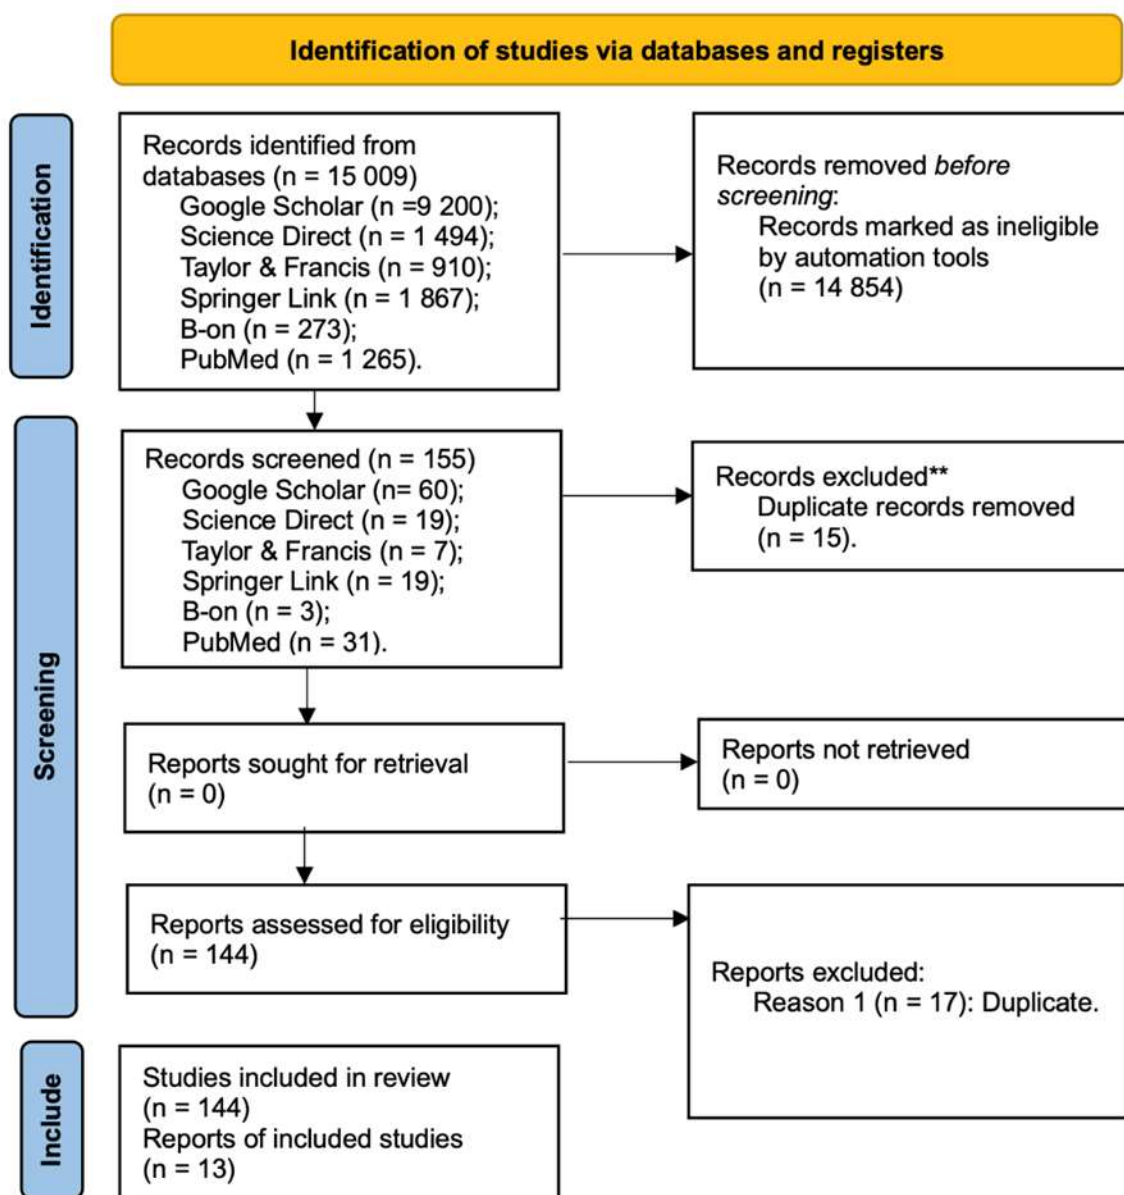 Identification of studies via databases and registers
Identification
Records identified from
databases (n = 15 009)
Google Scholar (n =9 200);
Science Direct (n = 1 494);
Taylor & Francis (n = 910);
Springer Link (n = 1 867);
B-on (n = 273);
PubMed (n = 1 265).
Records removed before
screening:
Records marked as ineligible
by automation tools
(n = 14 854)
Screening
Records screened (n = 155)
Google Scholar (n= 60);
Science Direct (n = 19);
Taylor & Francis (n = 7);
Springer Link (n = 19);
B-on (n = 3);
PubMed (n = 31).
Records excluded**
Duplicate records removed
(n = 15).
Reports sought for retrieval
(n = 0)
Reports not retrieved
(n = 0)
Reports assessed for eligibility
(n = 144)
Reports excluded:
Reason 1 (n = 17): Duplicate.
Include
Studies included in review
(n = 144)
Reports of included studies
(n = 13)